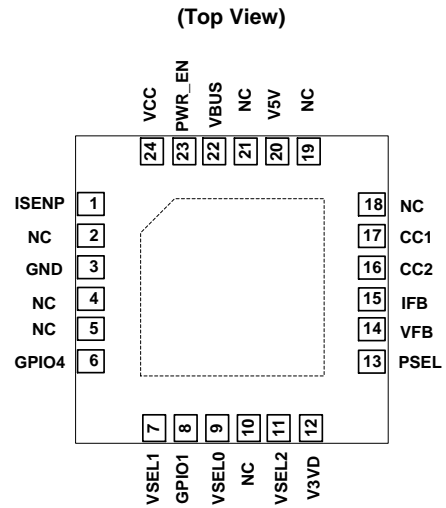 (Top View)
VCC
PWR_EN
VBUS
NC
V5V
NC
24
23
22
21
20
19
ISENP 1
NC 2
GND 3
NC 4
NC 5
GPIO4 6
18 NC
17 CC1
16 CC2
15 IFB
14 VFB
13 PSEL
7
8
9
10
11
12
VSEL1
GPIO1
VSEL0
NC
VSEL2
V3VD